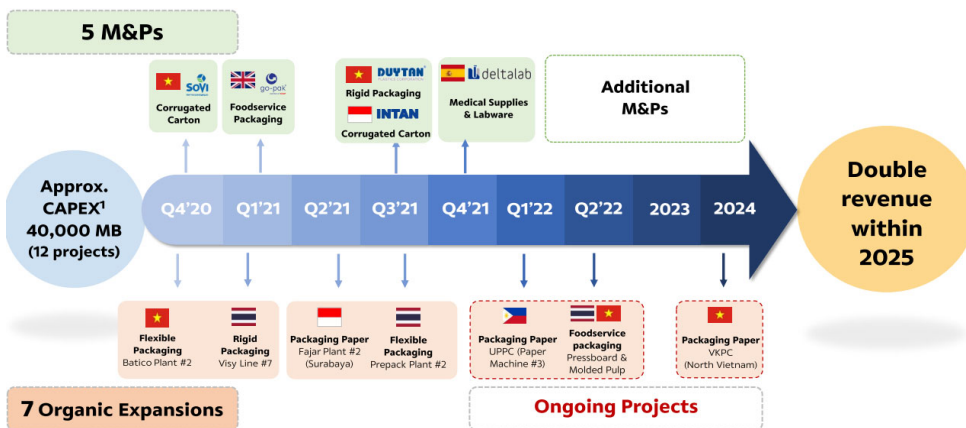 5 M&Ps
SOVI
Corrugated
Carton
go-pak
Foodservice
Packaging
DUYTAN
Rigid Packaging
INTAN
Corrugated Carton
deltalab
Medical Supplies
& Labware
Additional
M&Ps
Approx.
CAPEX¹
40,000 MB
(12 projects)
Q4'20
Q1'21
Q2'21
Q3'21
Q4'21
Q1'22
Q2'22
2023
2024
Double
revenue
within
2025
Flexible
Packaging
Batico Plant #2
Rigid
Packaging
Visy Line #7
Packaging Paper
Fajar Plant #2
(Surabaya)
Flexible
Packaging
Prepack Plant #2
Packaging Paper
UPPC (Paper
Machine #3)
Foodservice
packaging
Pressboard &
Molded Pulp
Packaging Paper
VKPC
(North Vietnam)
7 Organic Expansions
Ongoing Projects